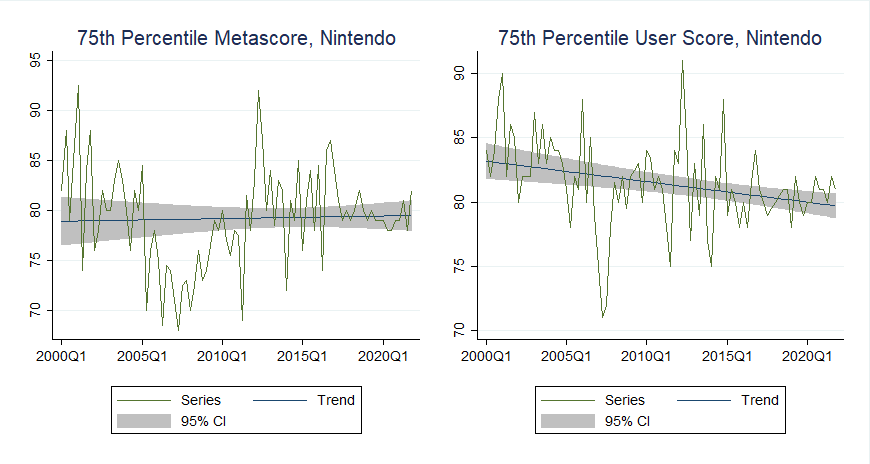 75th Percentile Metascore, Nintendo
95
90
85
80
75
70
2000Q1 2005Q1 2010Q1 2015Q1 2020Q1
Series Trend
95% CI
75th Percentile User Score, Nintendo
90
85
80
75
70
2000Q1 2005Q1 2010Q1 2015Q1 2020Q1
Series Trend
95% CI